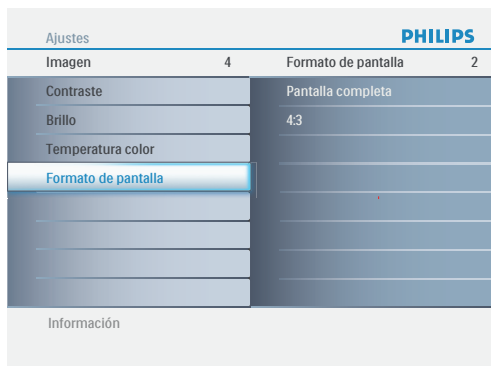 Ajustes
PHILIPS
Imagen 4
Formato de pantalla 2
Contraste
Pantalla completa
Brillo
4:3
Temperatura color
Formato de pantalla
Información